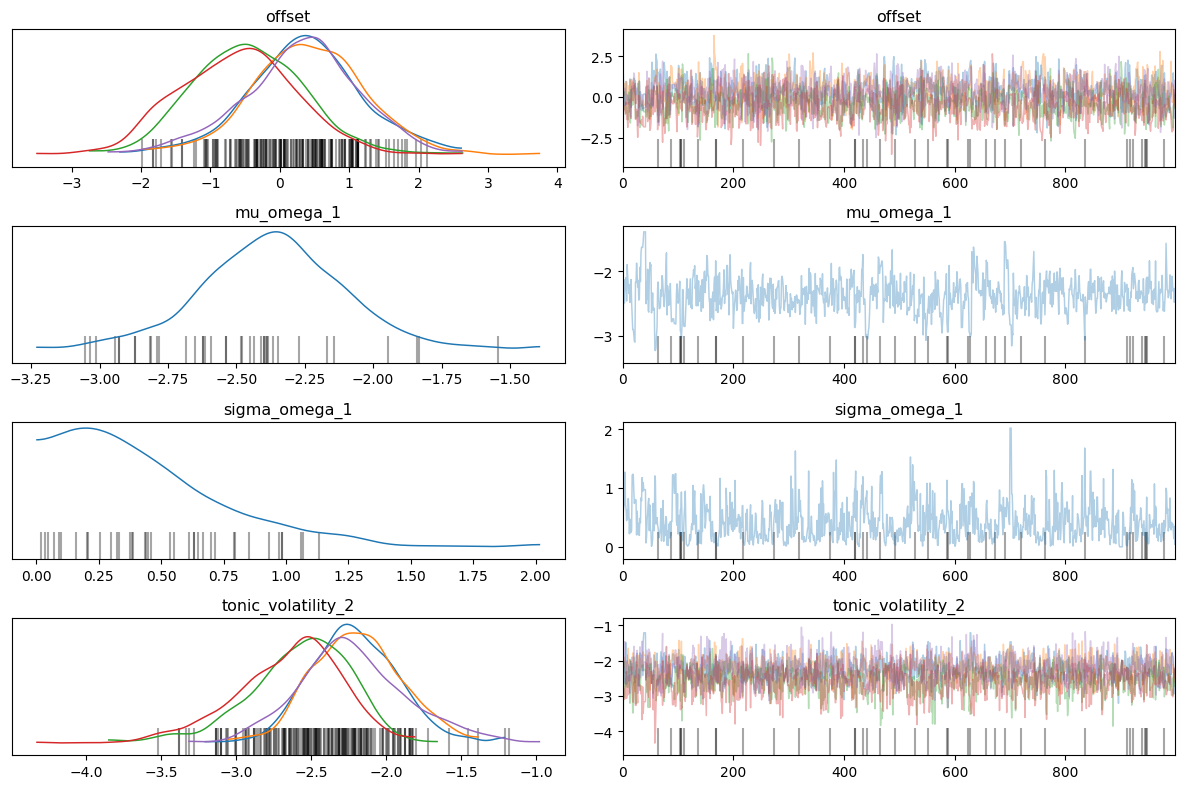 offset
−3 −2 −1 0 1 2 3 4
offset
2.5
0.0
−2.5
0 200 400 600 800
mu_omega_1
−3.25 −3.00 −2.75 −2.50 −2.25 −2.00 −1.75 −1.50
mu_omega_1
−2
−3
0 200 400 600 800
sigma_omega_1
0.00 0.25 0.50 0.75 1.00 1.25 1.50 1.75 2.00
sigma_omega_1
2
1
0
0 200 400 600 800
tonic_volatility_2
−4.0 −3.5 −3.0 −2.5 −2.0 −1.5 −1.0
tonic_volatility_2
−1
−2
−3
−4
0 200 400 600 800